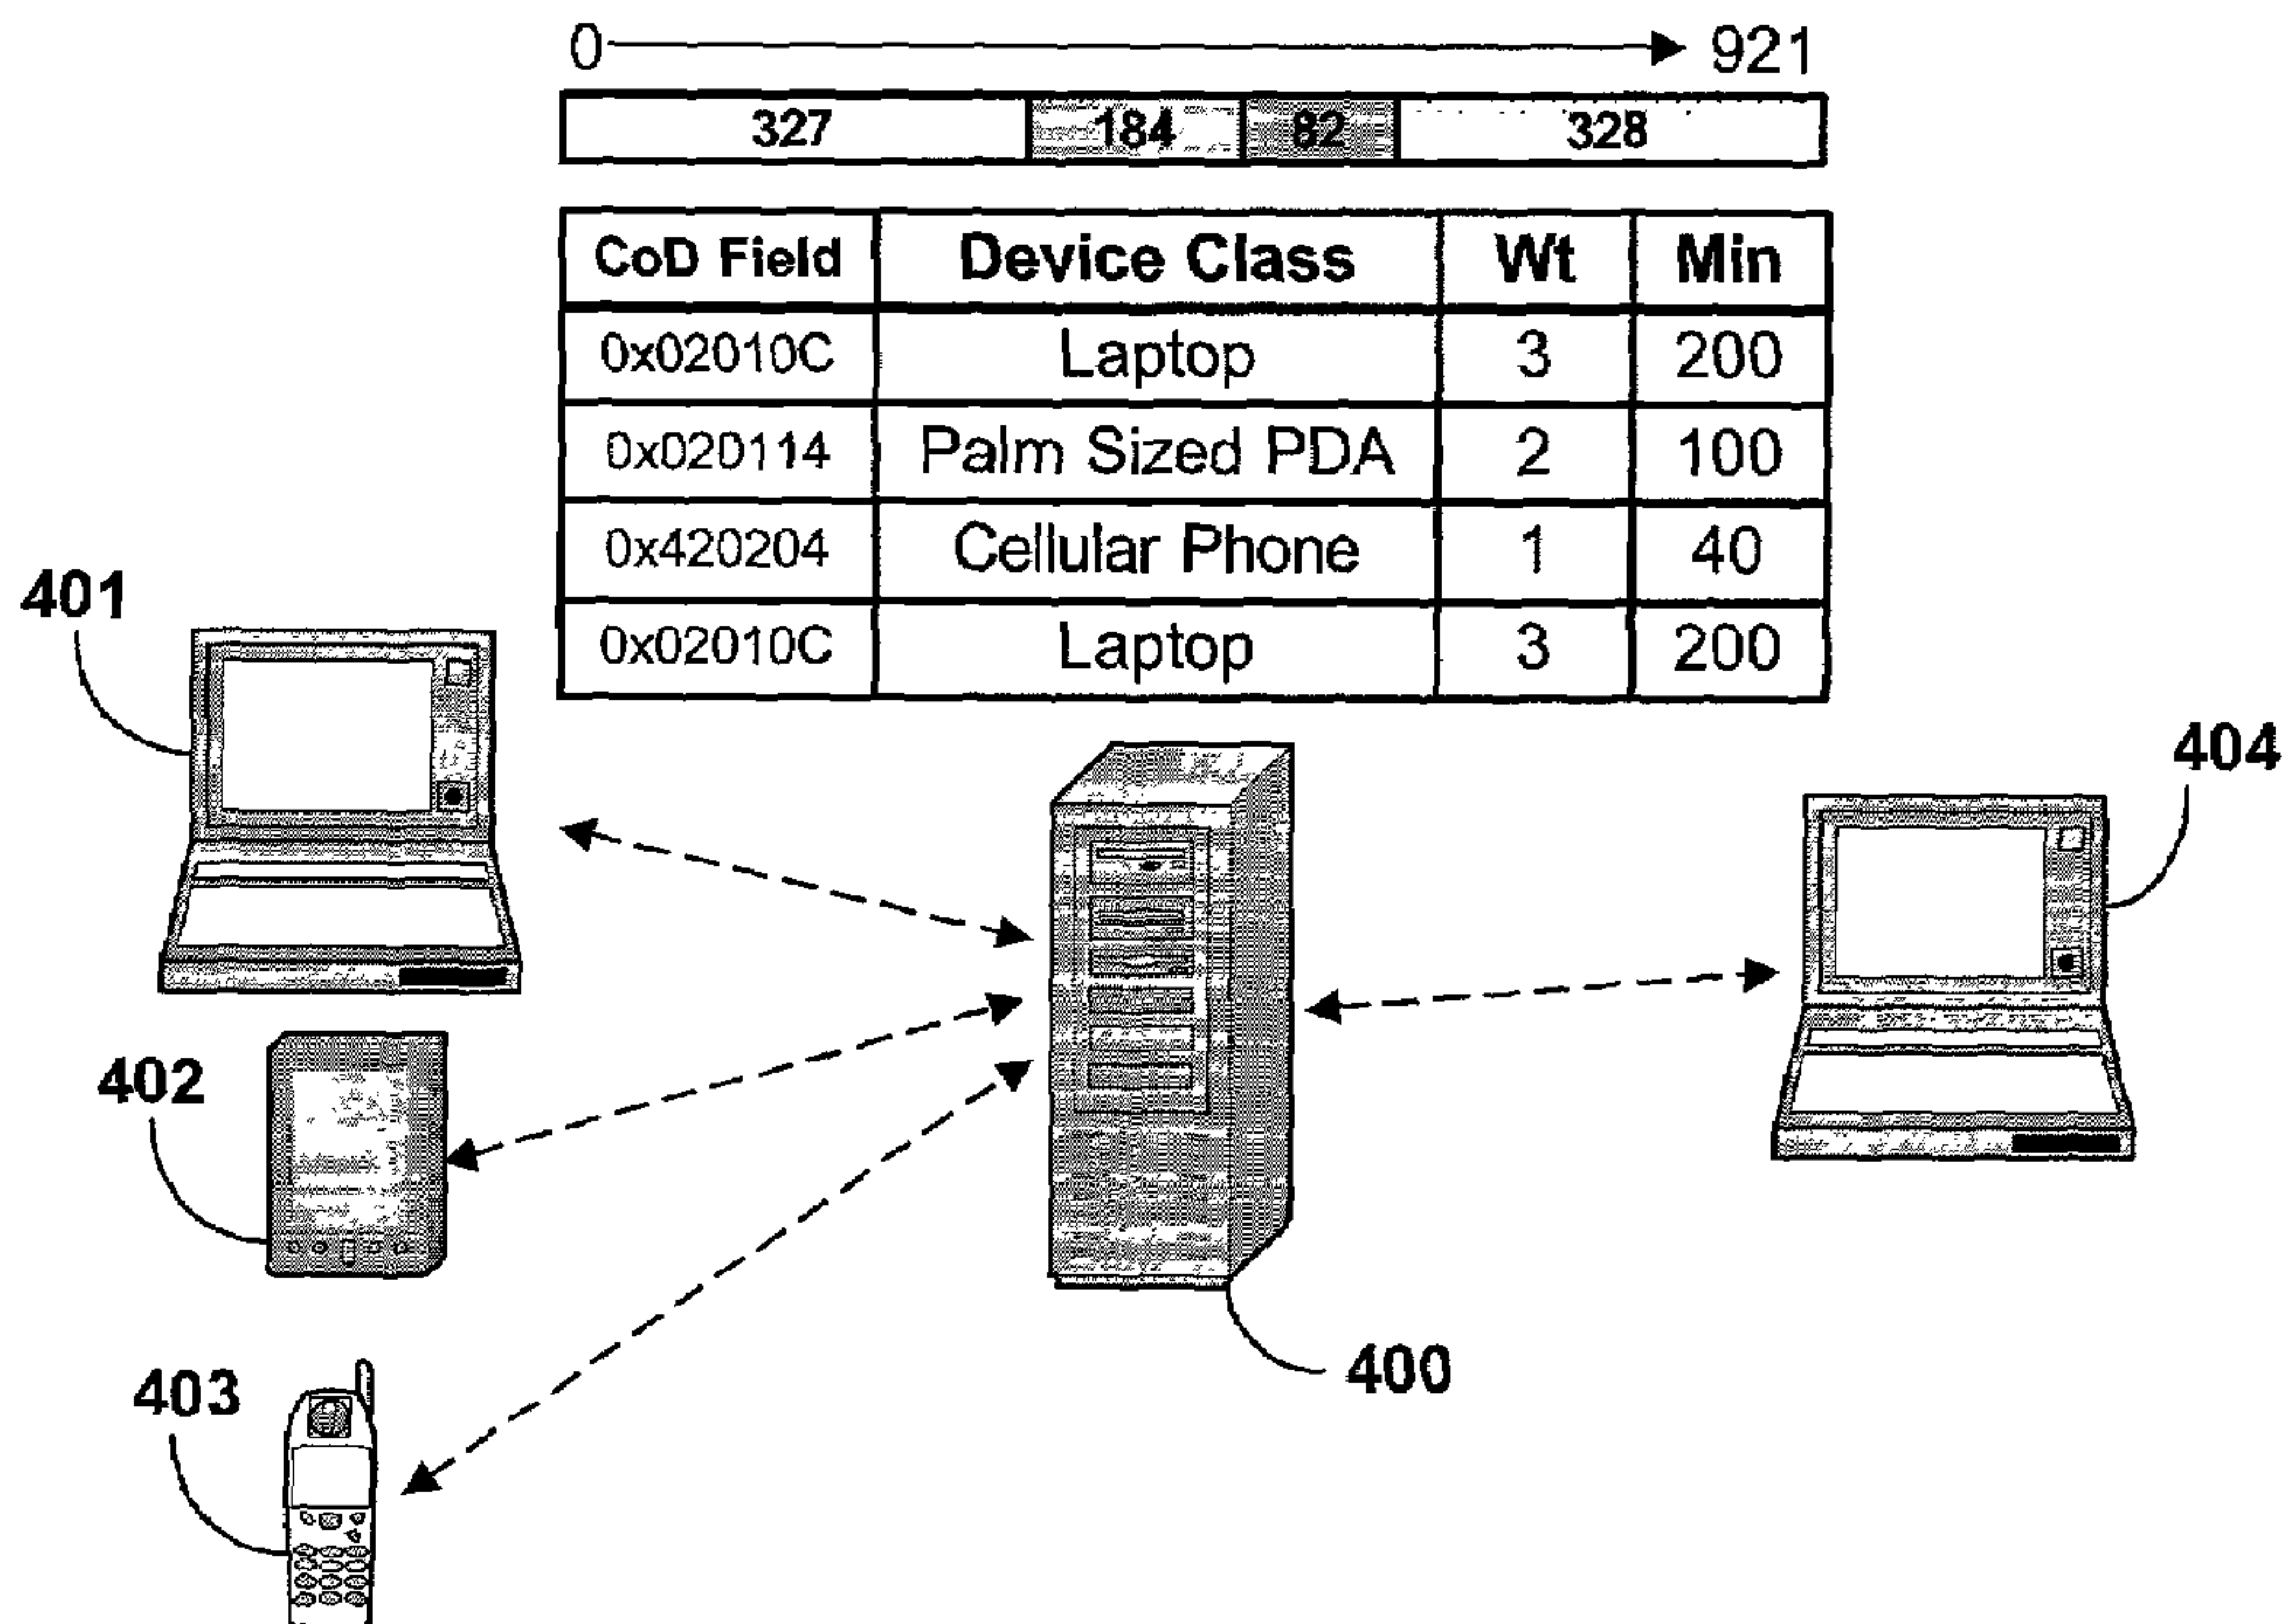 0 921
327 184 82 328
CoD Field Device Class Wt Min
0x02010C Laptop 3 200
0x020114 Palm Sized PDA 2 100
0x420204 Cellular Phone 1 40
0x02010C Laptop 3 200
401
404
402
400
403